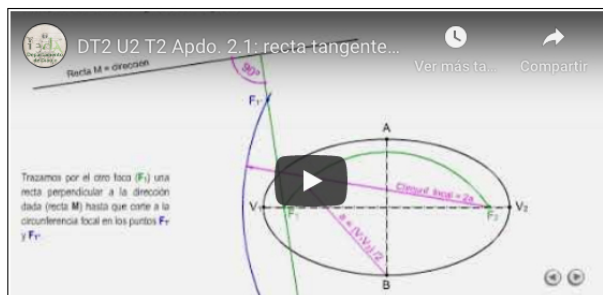 DT2 U2 T2 Apdo. 2.1: recta tangente...
Ver más ta...
Compartir
Recta M = dirección
90º
F₁'
A
Trazamos por el otro foco (F₁) una
recta perpendicular a la dirección
dada (recta M) hasta que corte a la
circunferencia focal en los puntos F₁'
y F₁''
Circunf. focal = 2a
V₁
F₁
F₂
V₂
a = (V₁V₂)/2
B